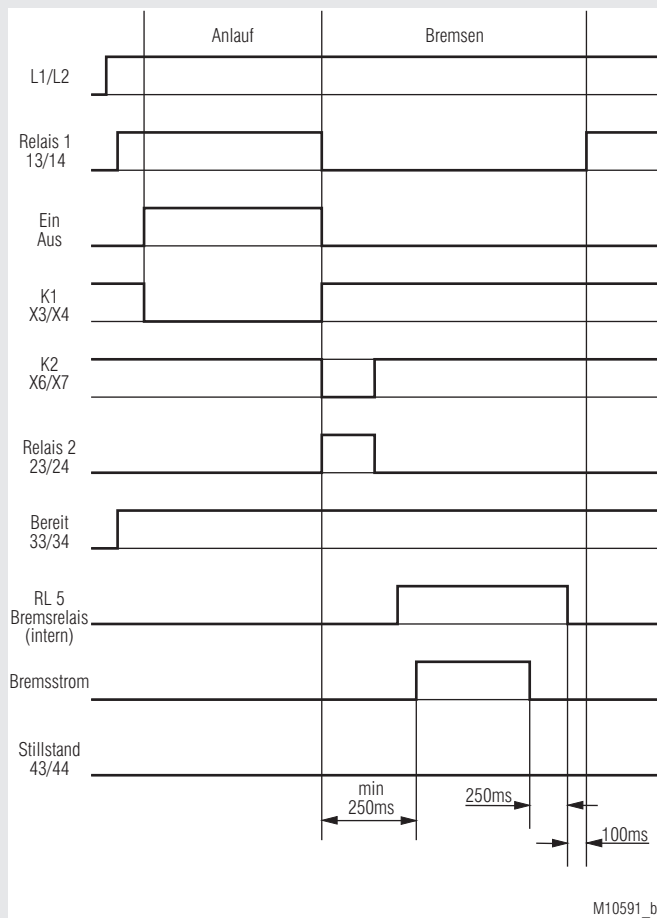 Anlauf
Bremsen
L1/L2
Relais 1
13/14
Ein
Aus
K1
X3/X4
K2
X6/X7
Relais 2
23/24
Bereit
33/34
RL 5
Bremsrelais
(intern)
Bremsstrom
Stillstand
43/44
min
250ms
250ms
100ms
M10591_b